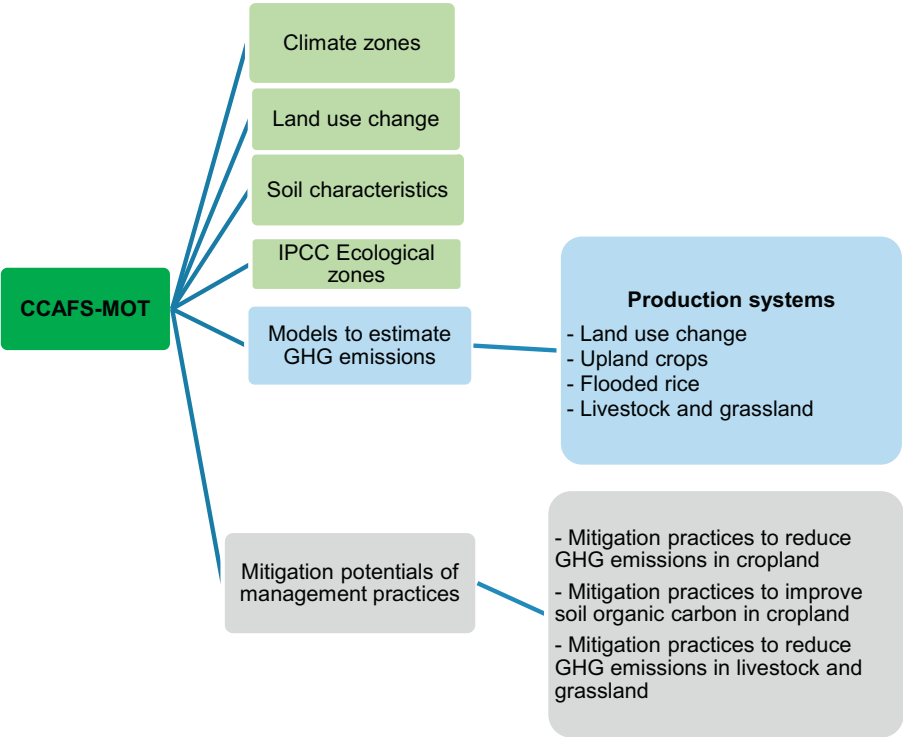 Climate zones
Land use change
Soil characteristics
IPCC Ecological
zones
CCAFS-MOT
Models to estimate
GHG emissions
Production systems
- Land use change
- Upland crops
- Flooded rice
- Livestock and grassland
Mitigation potentials of
management practices
- Mitigation practices to reduce
GHG emissions in cropland
- Mitigation practices to improve
soil organic carbon in cropland
- Mitigation practices to reduce
GHG emissions in livestock and
grassland